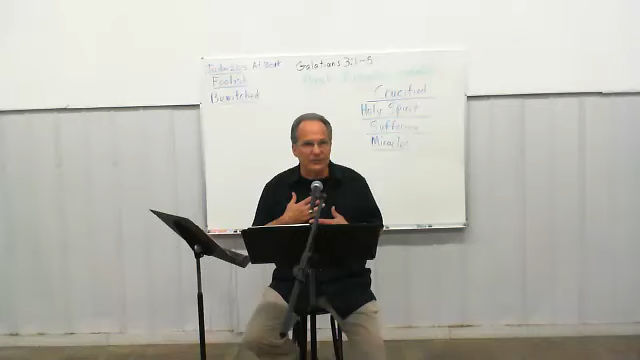 Galatians 3:1-5
Foolish
Bewitched
Crucified
Holy Spirit
Suffering
Miracles